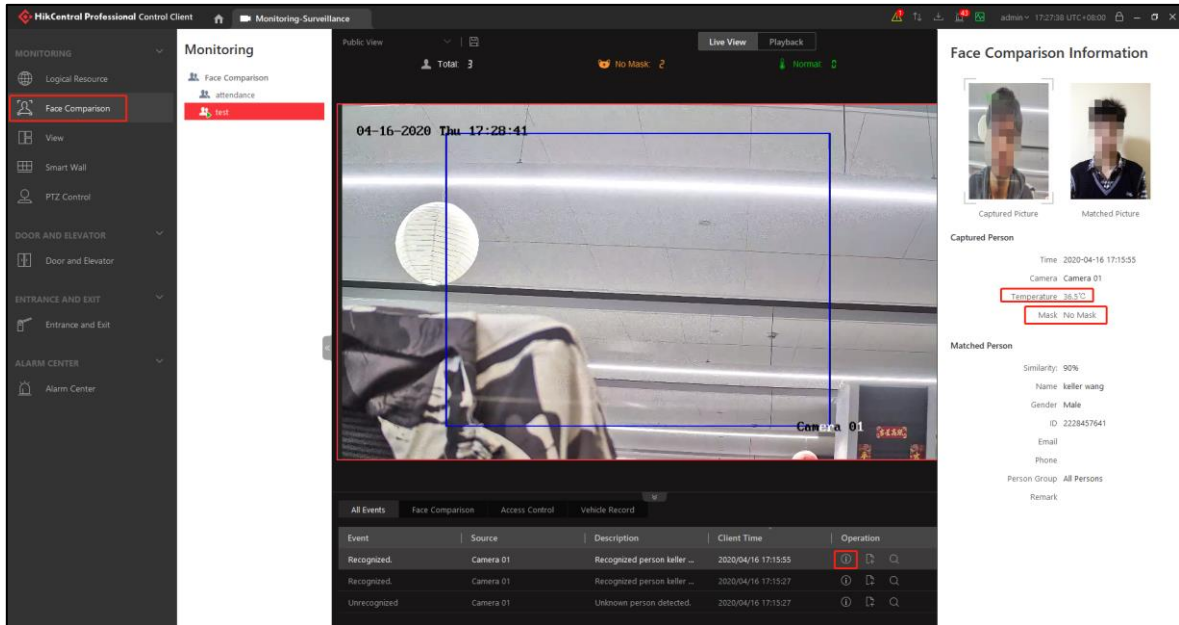 HikCentral Professional Control Client
Monitoring-Surveillance
43
admin
17:27:38 UTC+08:00
MONITORING
Logical Resource
Face Comparison
View
Smart Wall
PTZ Control
DOOR AND ELEVATOR
Door and Elevator
ENTRANCE AND EXIT
Entrance and Exit
ALARM CENTER
Alarm Center
Monitoring
Face Comparison
attendance
test
Public View
Live View Playback
Total: 3 No Mask: 2 Normal: 0
04-16-2020 Thu 17:28:41
Camera 01
All Events Face Comparison Access Control Vehicle Record
Event Source Description Client Time Operation
Recognized. Camera 01 Recognized person keller ... 2020/04/16 17:15:55
Recognized. Camera 01 Recognized person keller ... 2020/04/16 17:15:27
Unrecognized Camera 01 Unknown person detected. 2020/04/16 17:15:27
Face Comparison Information
Captured Picture Matched Picture
Captured Person
Time 2020-04-16 17:15:55
Camera Camera 01
Temperature 36.5℃
Mask No Mask
Matched Person
Similarity: 90%
Name keller wang
Gender Male
ID 2228457641
Email
Phone
Person Group All Persons
Remark